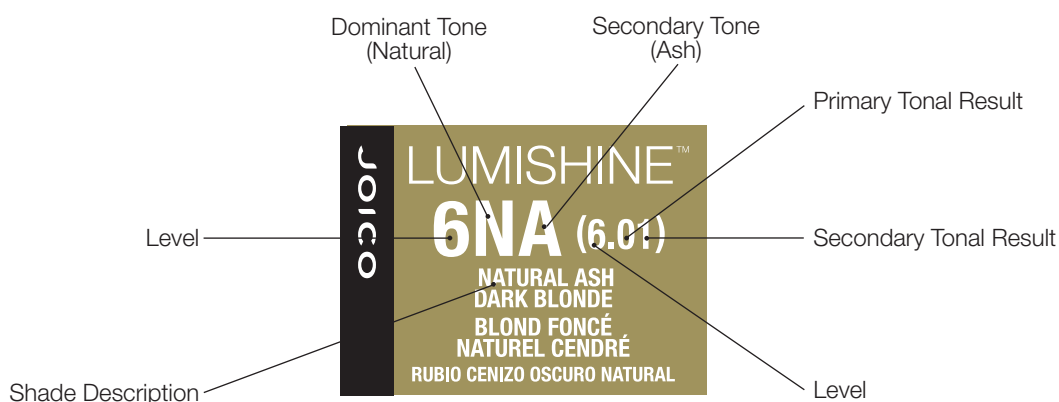 Dominant Tone
(Natural)
Secondary Tone
(Ash)
Primary Tonal Result
JOICO
LUMISHINE™
6NA (6.01)
Level
Secondary Tonal Result
NATURAL ASH
DARK BLONDE
BLOND FONCÉ
NATUREL CENDRÉ
RUBIO CENIZO OSCURO NATURAL
Shade Description
Level